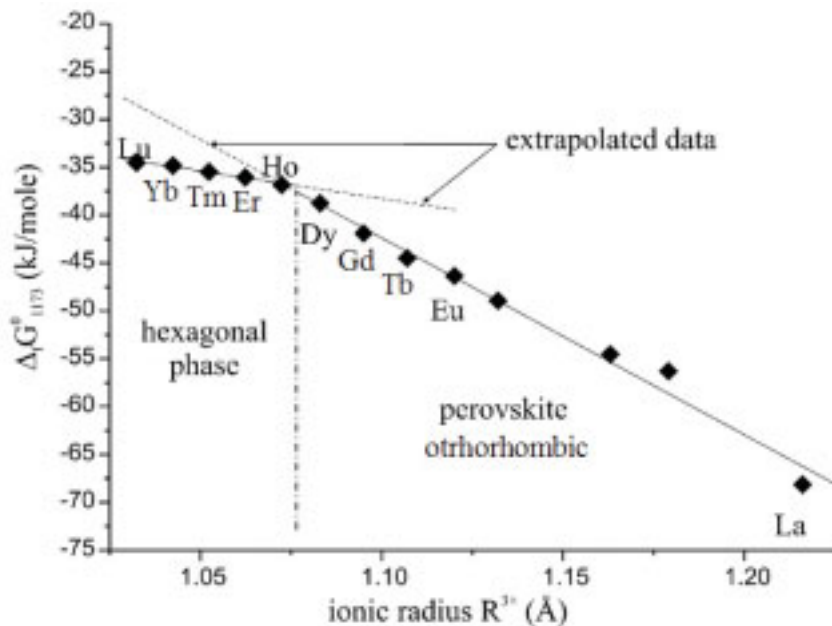 -20
-25
-30
-35
-40
-45
-50
-55
-60
-65
-70
-75
ΔfG⁰1173 (kJ/mole)
extrapolated data
Lu
Yb
Tm
Er
Ho
Dy
Gd
Tb
Eu
La
hexagonal
phase
perovskite
otrhorhombic
1.05
1.10
1.15
1.20
ionic radius R³⁺ (Å)